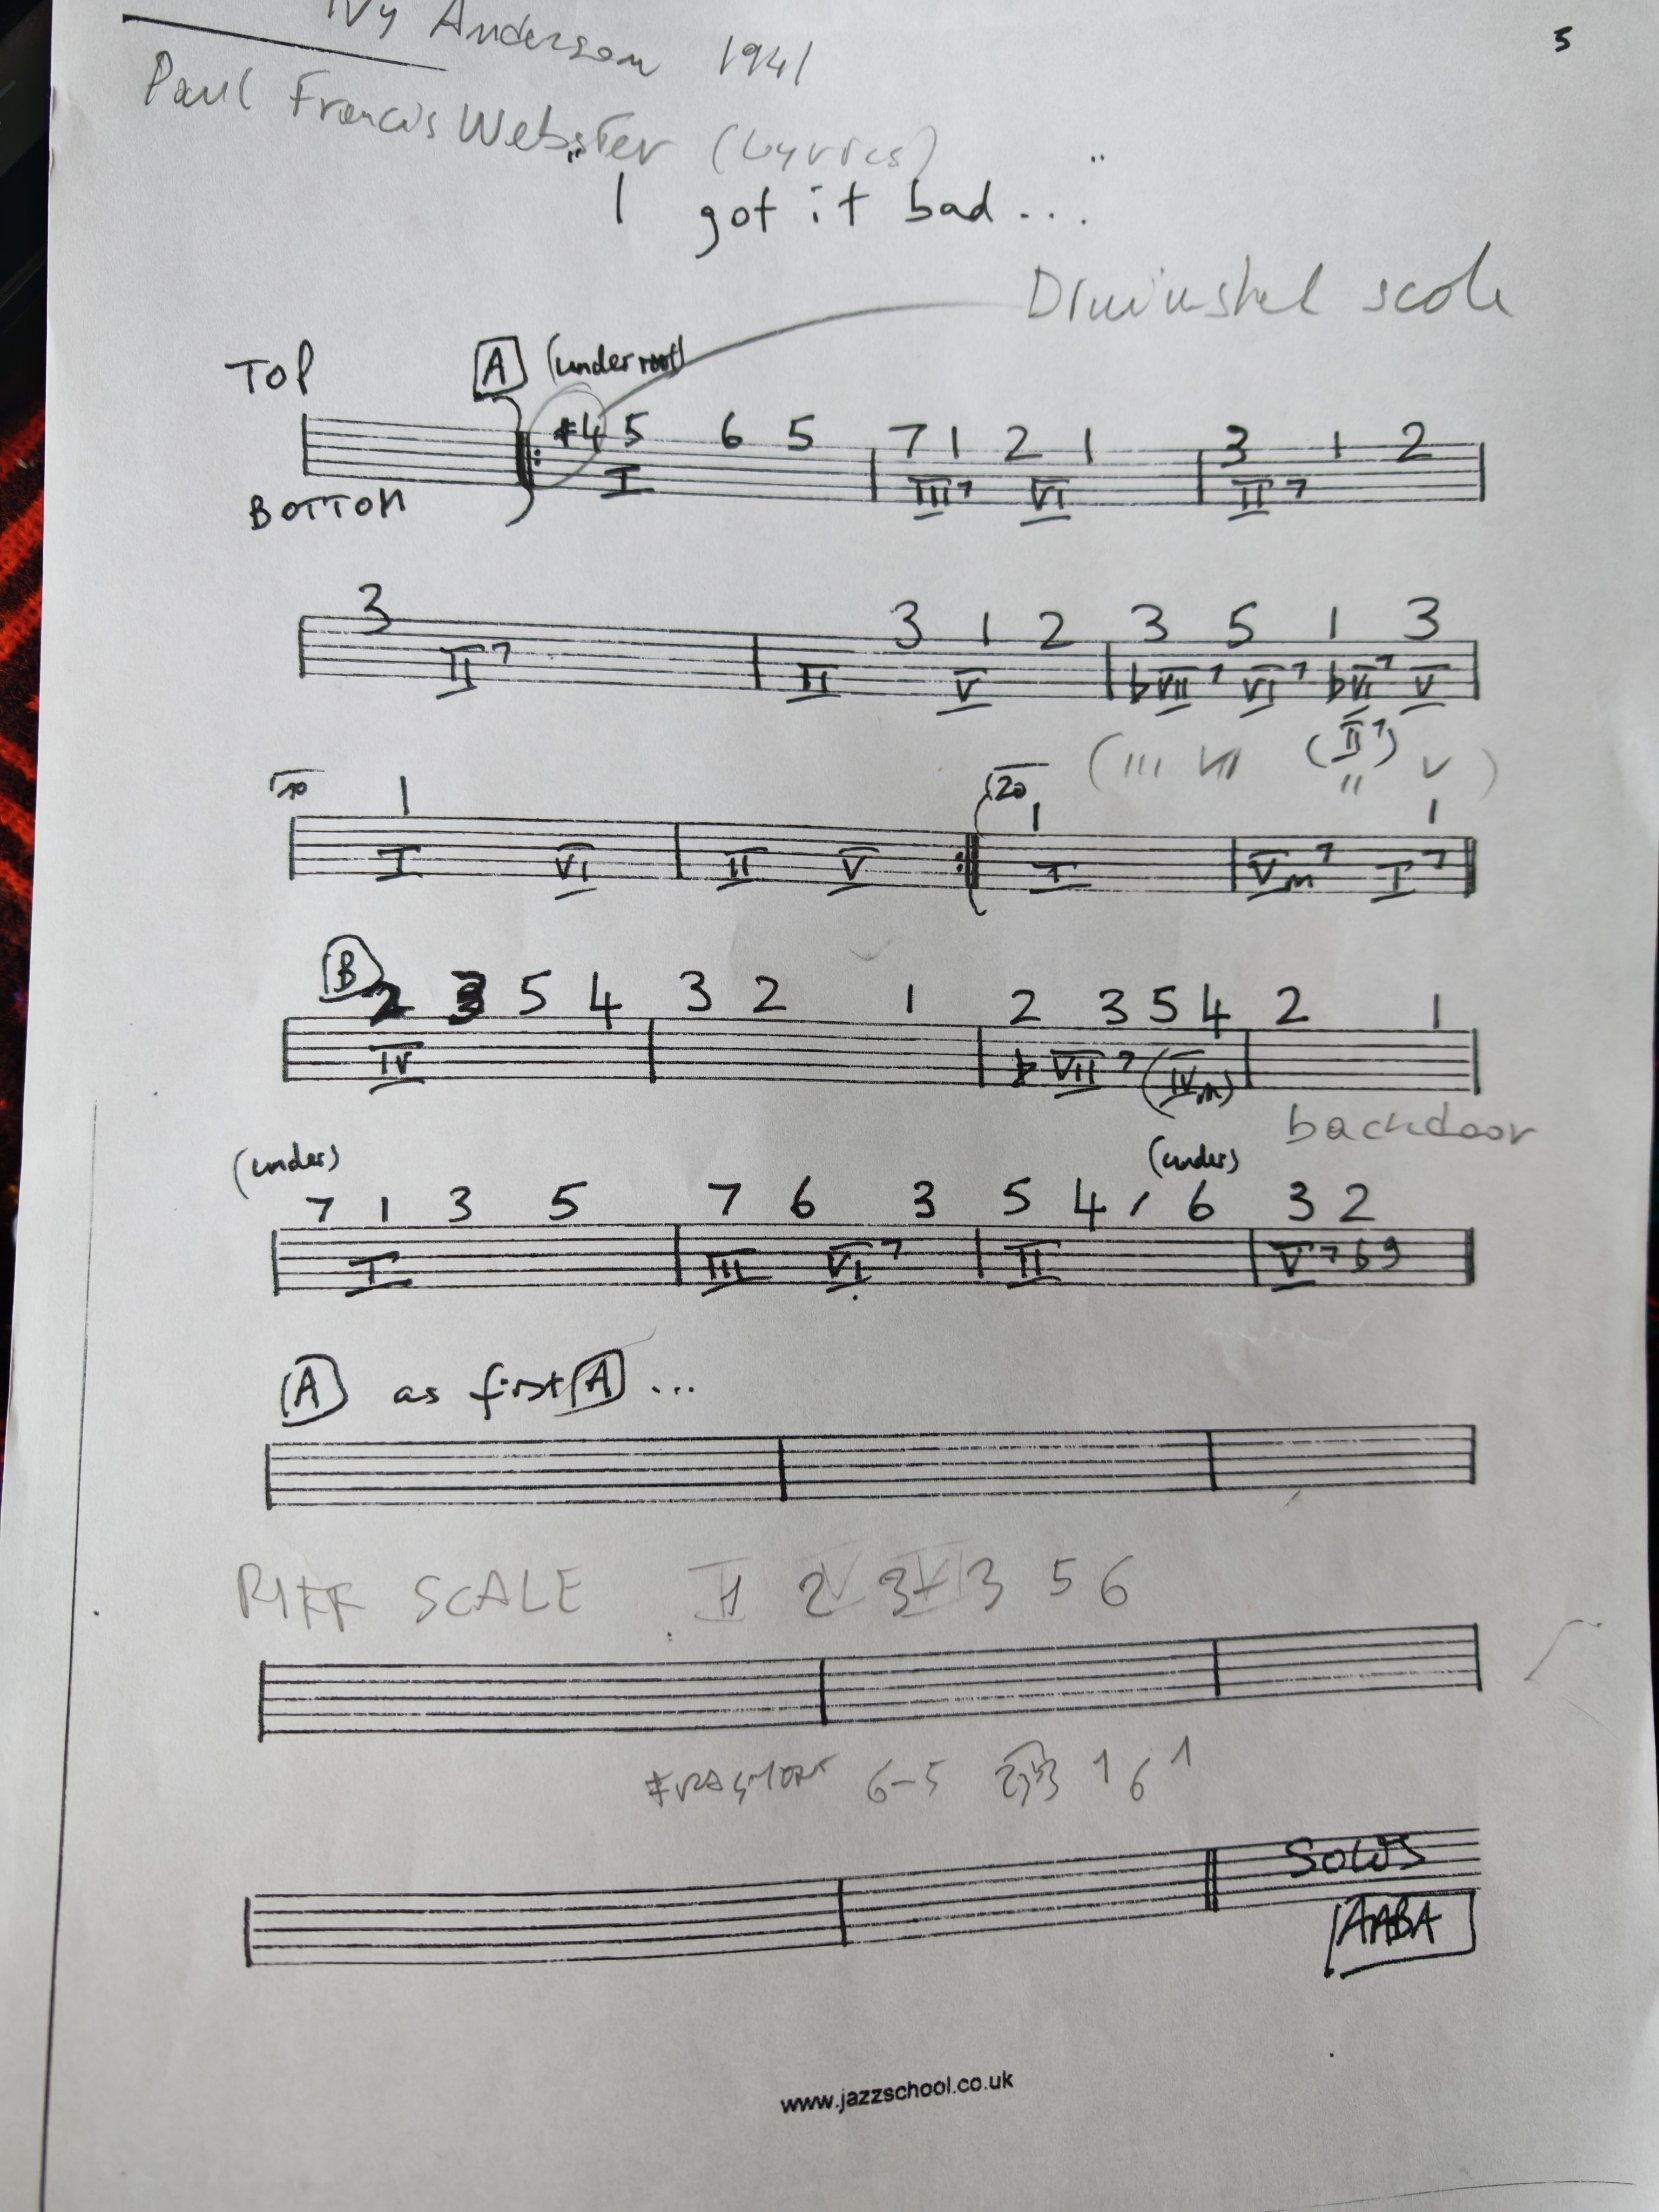 Ivy Anderson 1941
5
Paul Francis Webster (Lyrics)
" I got it bad... "
Diminished scale
TOP
A (under root)
#4 5 6 5 7 1 2 1 3 1 2
I III7 VI II7
BOTTOM
3 3 1 2 3 5 1 3
II7 II V bVII7 VI7 bVI7 V
(III VI (II7) V)
"
1o 1 2o 1 1
I VI II V I Vm7 I7
B
2 3 5 4 3 2 1 2 3 5 4 2 1
IV bVII7 (IVm)
backdoor
(under) (under)
7 1 3 5 7 6 3 5 4 1 6 3 2
I III VI7 II V7b9
A as first A ...
RIFF SCALE 1 2 3 5 6
FRAGMENT 6-5 1 6 1
SOLOS
AABA
www.jazzschool.co.uk